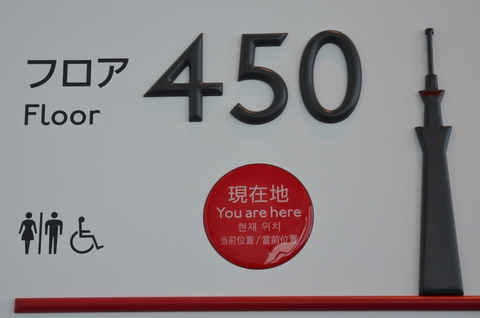 フロア
Floor
450
現在地
You are here
현재 위치
当前位置/當前位置